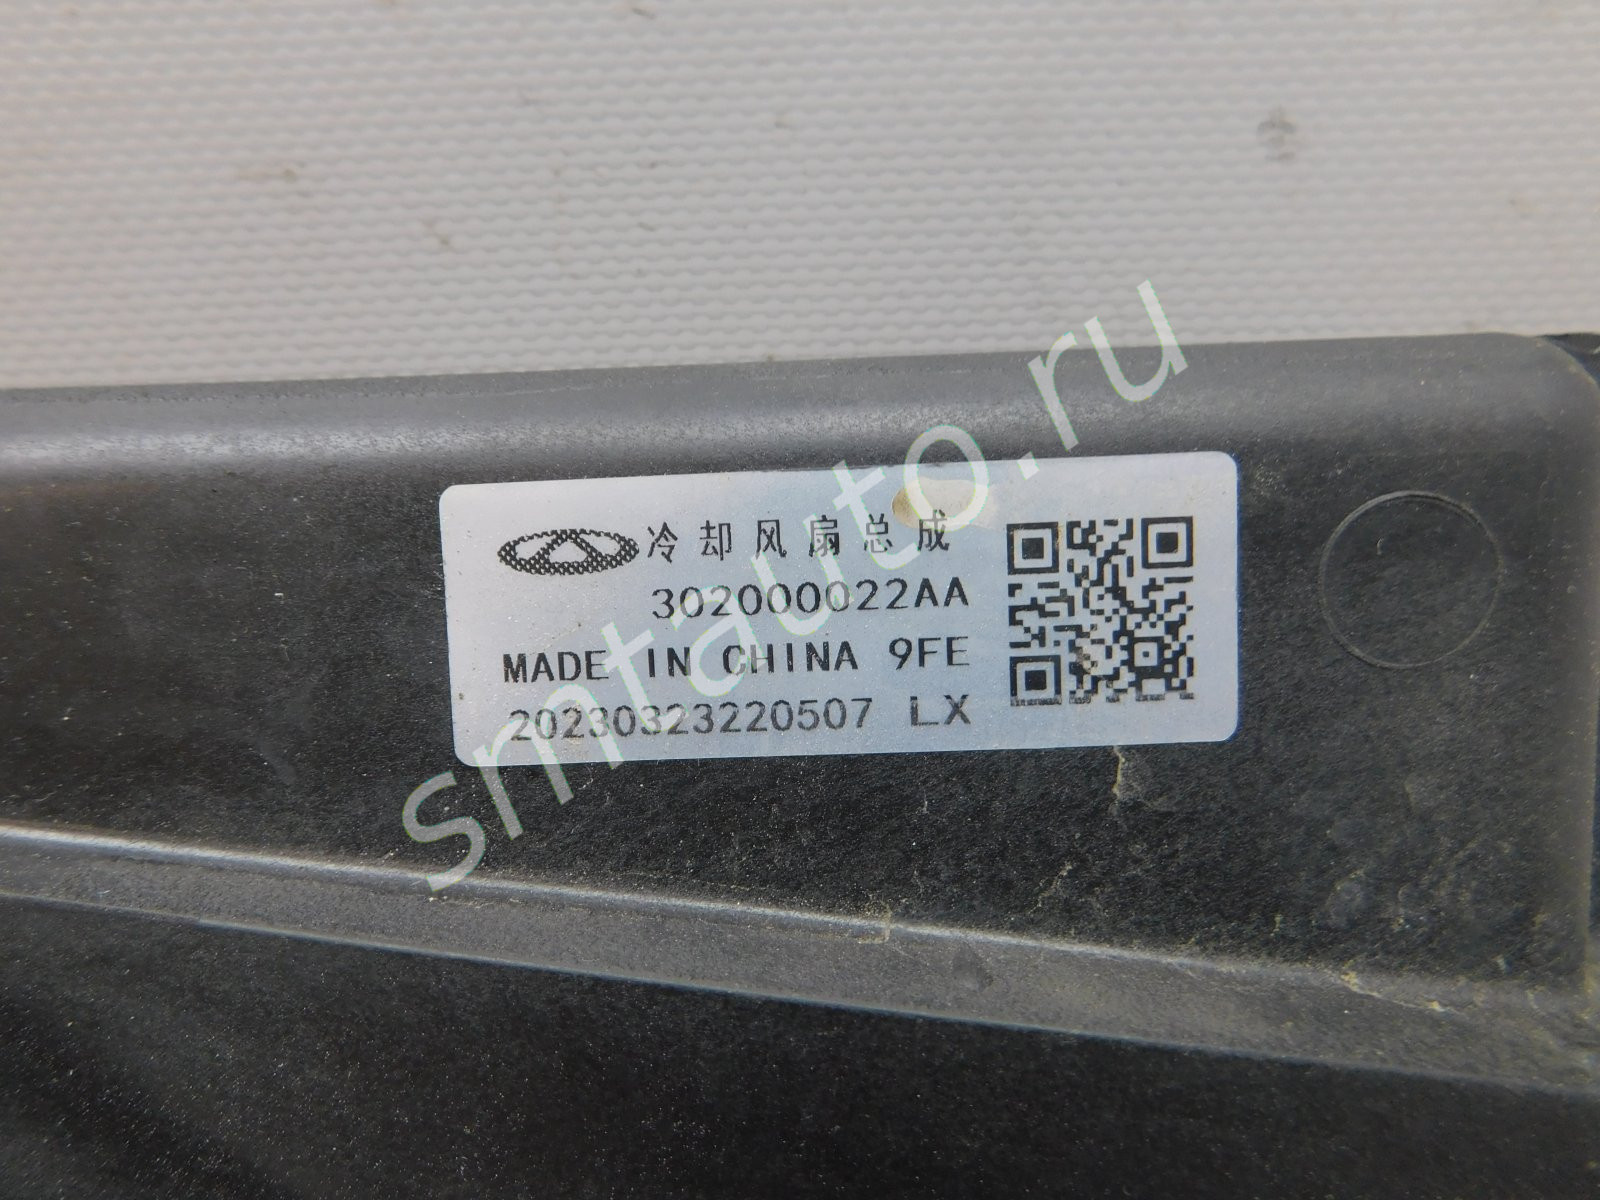 冷却风扇总成
302000022AA
MADE IN CHINA 9FE
20230323220507 LX
smtauto.ru